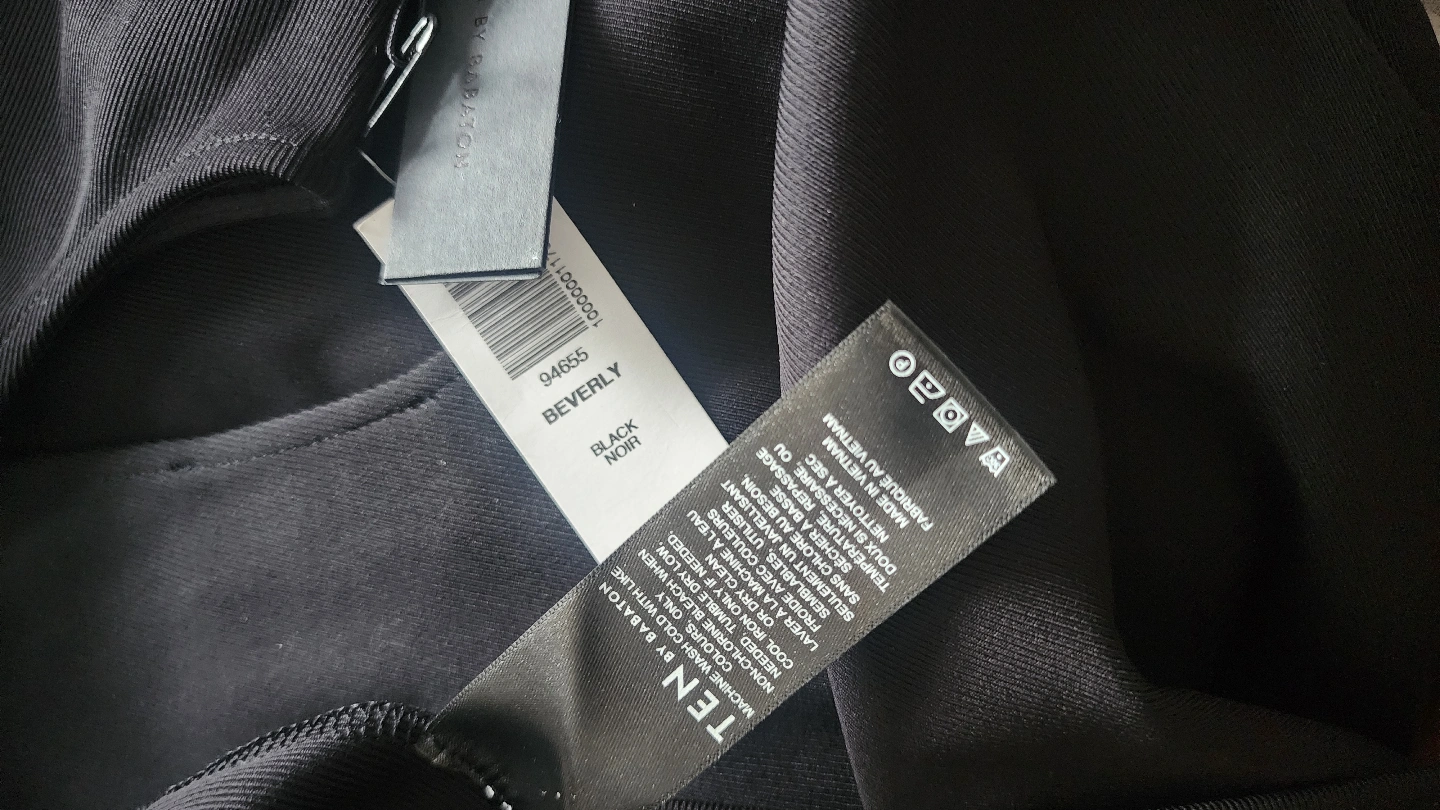 BY BABATON
1000000011
94655
BEVERLY
BLACK
NOIR
TEN BY BABATON
MACHINE WASH COLD WITH LIKE
COLOURS. ONLY
NON-CHLORINE BLEACH WHEN
NEEDED. TUMBLE DRY LOW.
COOL IRON ONLY IF NEEDED.
OR DRY CLEAN
LAVER À LA MACHINE À L'EAU
FROIDE AVEC COULEURS
SEMBLABLES. UTILISER
SEULEMENT UN JAVELLISANT
SANS CHLORE AU BESOIN.
SÉCHER À BASSE
TEMPÉRATURE. REPASSAGE
DOUX SI NÉCESSAIRE. OU
NETTOYER À SEC
MADE IN VIETNAM
FABRIQUÉ AU VIETNAM
P